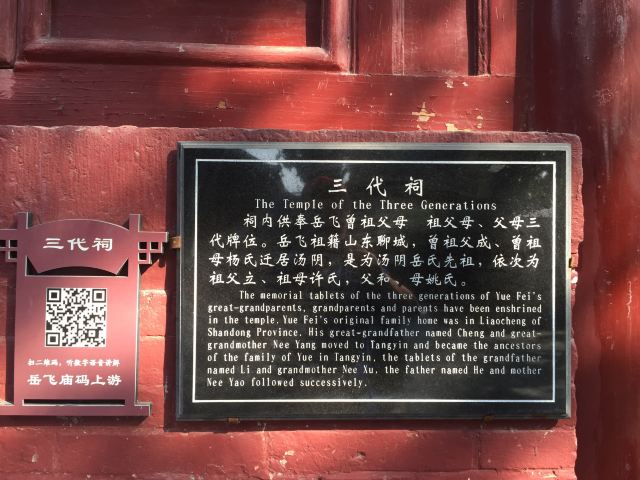 三代祠
The Temple of the Three Generations
祠内供奉岳飞曾祖父母 祖父母、父母三
代牌位。岳飞祖籍山东聊城，曾祖父成、曾祖
母杨氏迁居汤阴，是为汤阴岳氏先祖，依次为
祖父立、祖母许氏，父和 母姚氏。
The memorial tablets of the three generations of Yue Fei's
great-grandparents, grandparents and parents have been enshrined
in the temple. Yue Fei's original family home was in Liaocheng of
Shandong Province. His great-grandfather named Cheng and great-
grandmother Nee Yang moved to Tangyin and became the ancestors
of the family of Yue in Tangyin, the tablets of the grandfather
named Li and grandmother Nee Xu, the father named He and mother
Nee Yao followed successively.
三代祠
扫二维码，听数字语音讲解
岳飞庙码上游